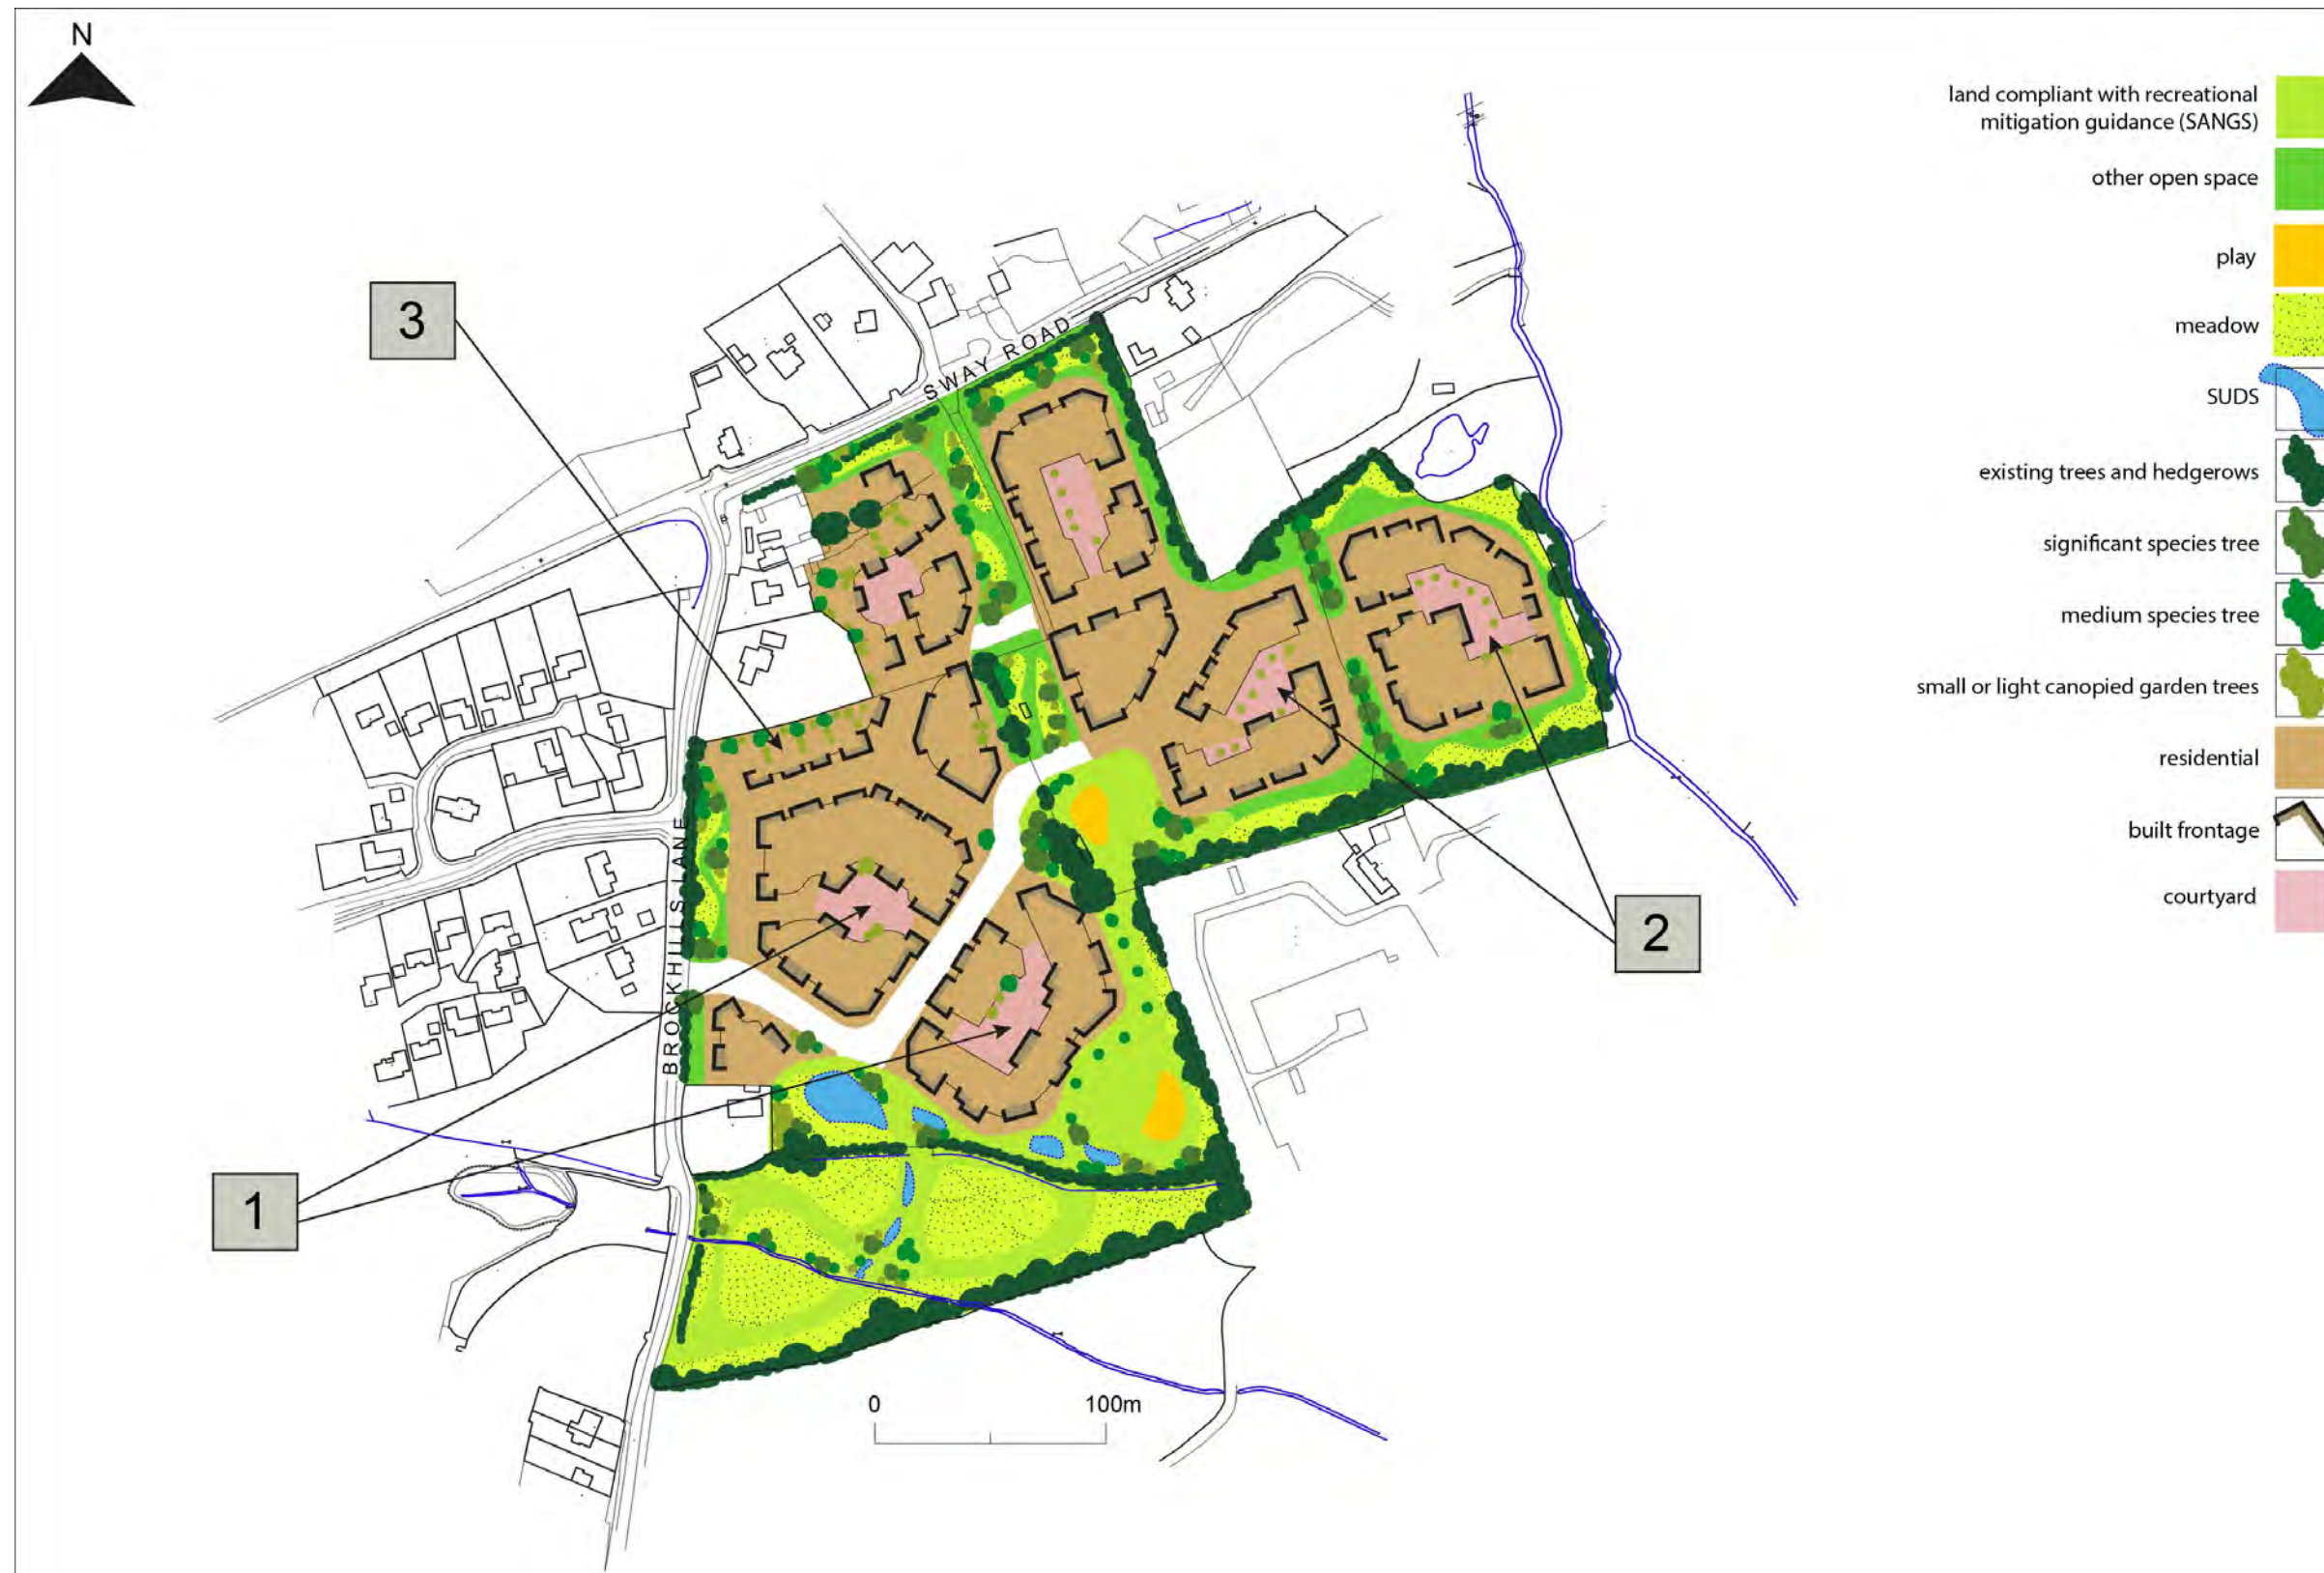 N
land compliant with recreational
mitigation guidance (SANGS)
other open space
play
meadow
SUDS
existing trees and hedgerows
significant species tree
medium species tree
small or light canopied garden trees
residential
built frontage
courtyard
3
SWAY ROAD
BROCKHILLS LANE
2
1
0 100m